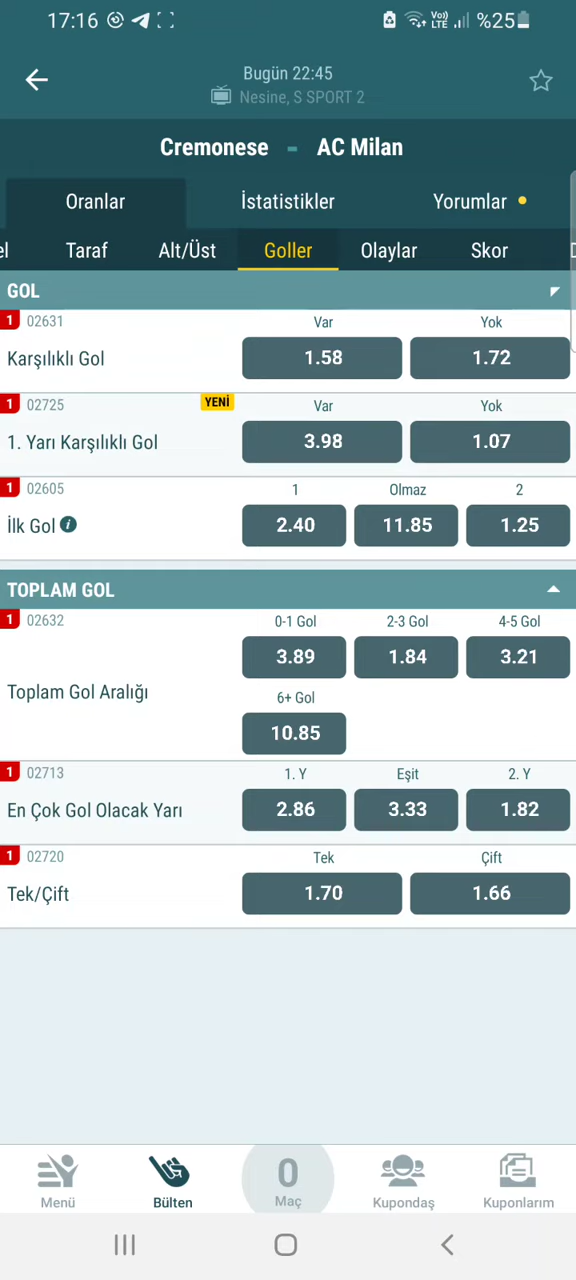 17:16 Vo)) LTE %25
Bugün 22:45
Nesine, S SPORT 2
Cremonese - AC Milan
Oranlar İstatistikler Yorumlar
el Taraf Alt/Üst Goller Olaylar Skor
GOL
1 02631 Var Yok
Karşılıklı Gol 1.58 1.72
1 02725 YENİ Var Yok
1. Yarı Karşılıklı Gol 3.98 1.07
1 02605 1 Olmaz 2
İlk Gol i 2.40 11.85 1.25
TOPLAM GOL
1 02632 0-1 Gol 2-3 Gol 4-5 Gol
3.89 1.84 3.21
Toplam Gol Aralığı 6+ Gol
10.85
1 02713 1. Y Eşit 2. Y
En Çok Gol Olacak Yarı 2.86 3.33 1.82
1 02720 Tek Çift
Tek/Çift 1.70 1.66
0
Menü Bülten Maç Kupondaş Kuponlarım